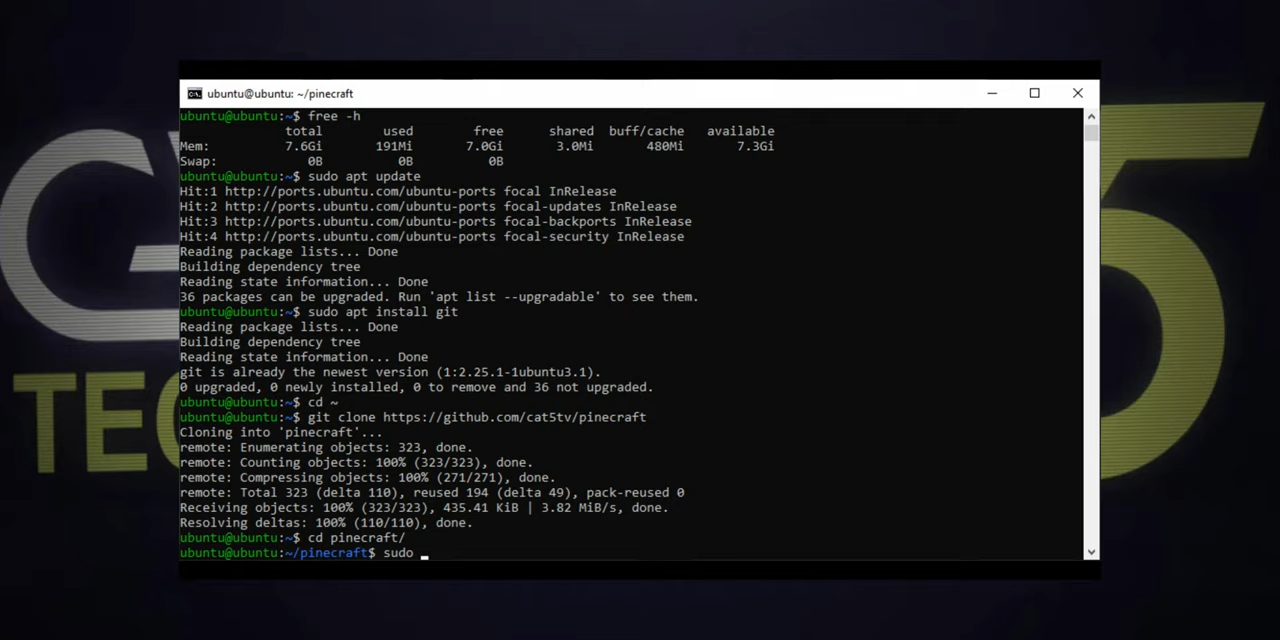 ubuntu@ubuntu: ~/pinecraft
ubuntu@ubuntu:~$ free -h
total used free shared buff/cache available
Mem: 7.6Gi 191Mi 7.0Gi 3.0Mi 480Mi 7.3Gi
Swap: 0B 0B 0B
ubuntu@ubuntu:~$ sudo apt update
Hit:1 http://ports.ubuntu.com/ubuntu-ports focal InRelease
Hit:2 http://ports.ubuntu.com/ubuntu-ports focal-updates InRelease
Hit:3 http://ports.ubuntu.com/ubuntu-ports focal-backports InRelease
Hit:4 http://ports.ubuntu.com/ubuntu-ports focal-security InRelease
Reading package lists... Done
Building dependency tree
Reading state information... Done
36 packages can be upgraded. Run 'apt list --upgradable' to see them.
ubuntu@ubuntu:~$ sudo apt install git
Reading package lists... Done
Building dependency tree
Reading state information... Done
git is already the newest version (1:2.25.1-1ubuntu3.1).
0 upgraded, 0 newly installed, 0 to remove and 36 not upgraded.
ubuntu@ubuntu:~$ cd ~
ubuntu@ubuntu:~$ git clone https://github.com/cat5tv/pinecraft
Cloning into 'pinecraft'...
remote: Enumerating objects: 323, done.
remote: Counting objects: 100% (323/323), done.
remote: Compressing objects: 100% (271/271), done.
remote: Total 323 (delta 110), reused 194 (delta 49), pack-reused 0
Receiving objects: 100% (323/323), 435.41 KiB | 3.82 MiB/s, done.
Resolving deltas: 100% (110/110), done.
ubuntu@ubuntu:~$ cd pinecraft/
ubuntu@ubuntu:~/pinecraft$ sudo _
5